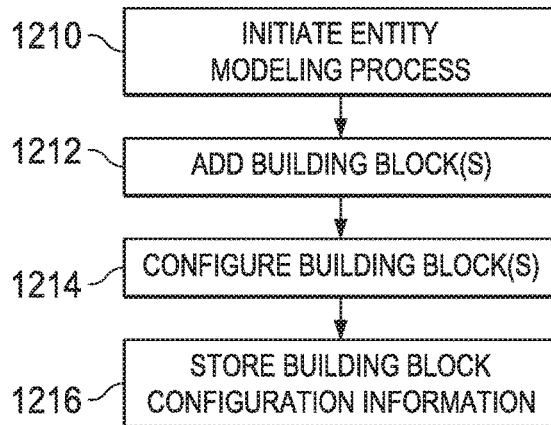 1210
INITIATE ENTITY
MODELING PROCESS
1212
ADD BUILDING BLOCK(S)
1214
CONFIGURE BUILDING BLOCK(S)
1216
STORE BUILDING BLOCK
CONFIGURATION INFORMATION